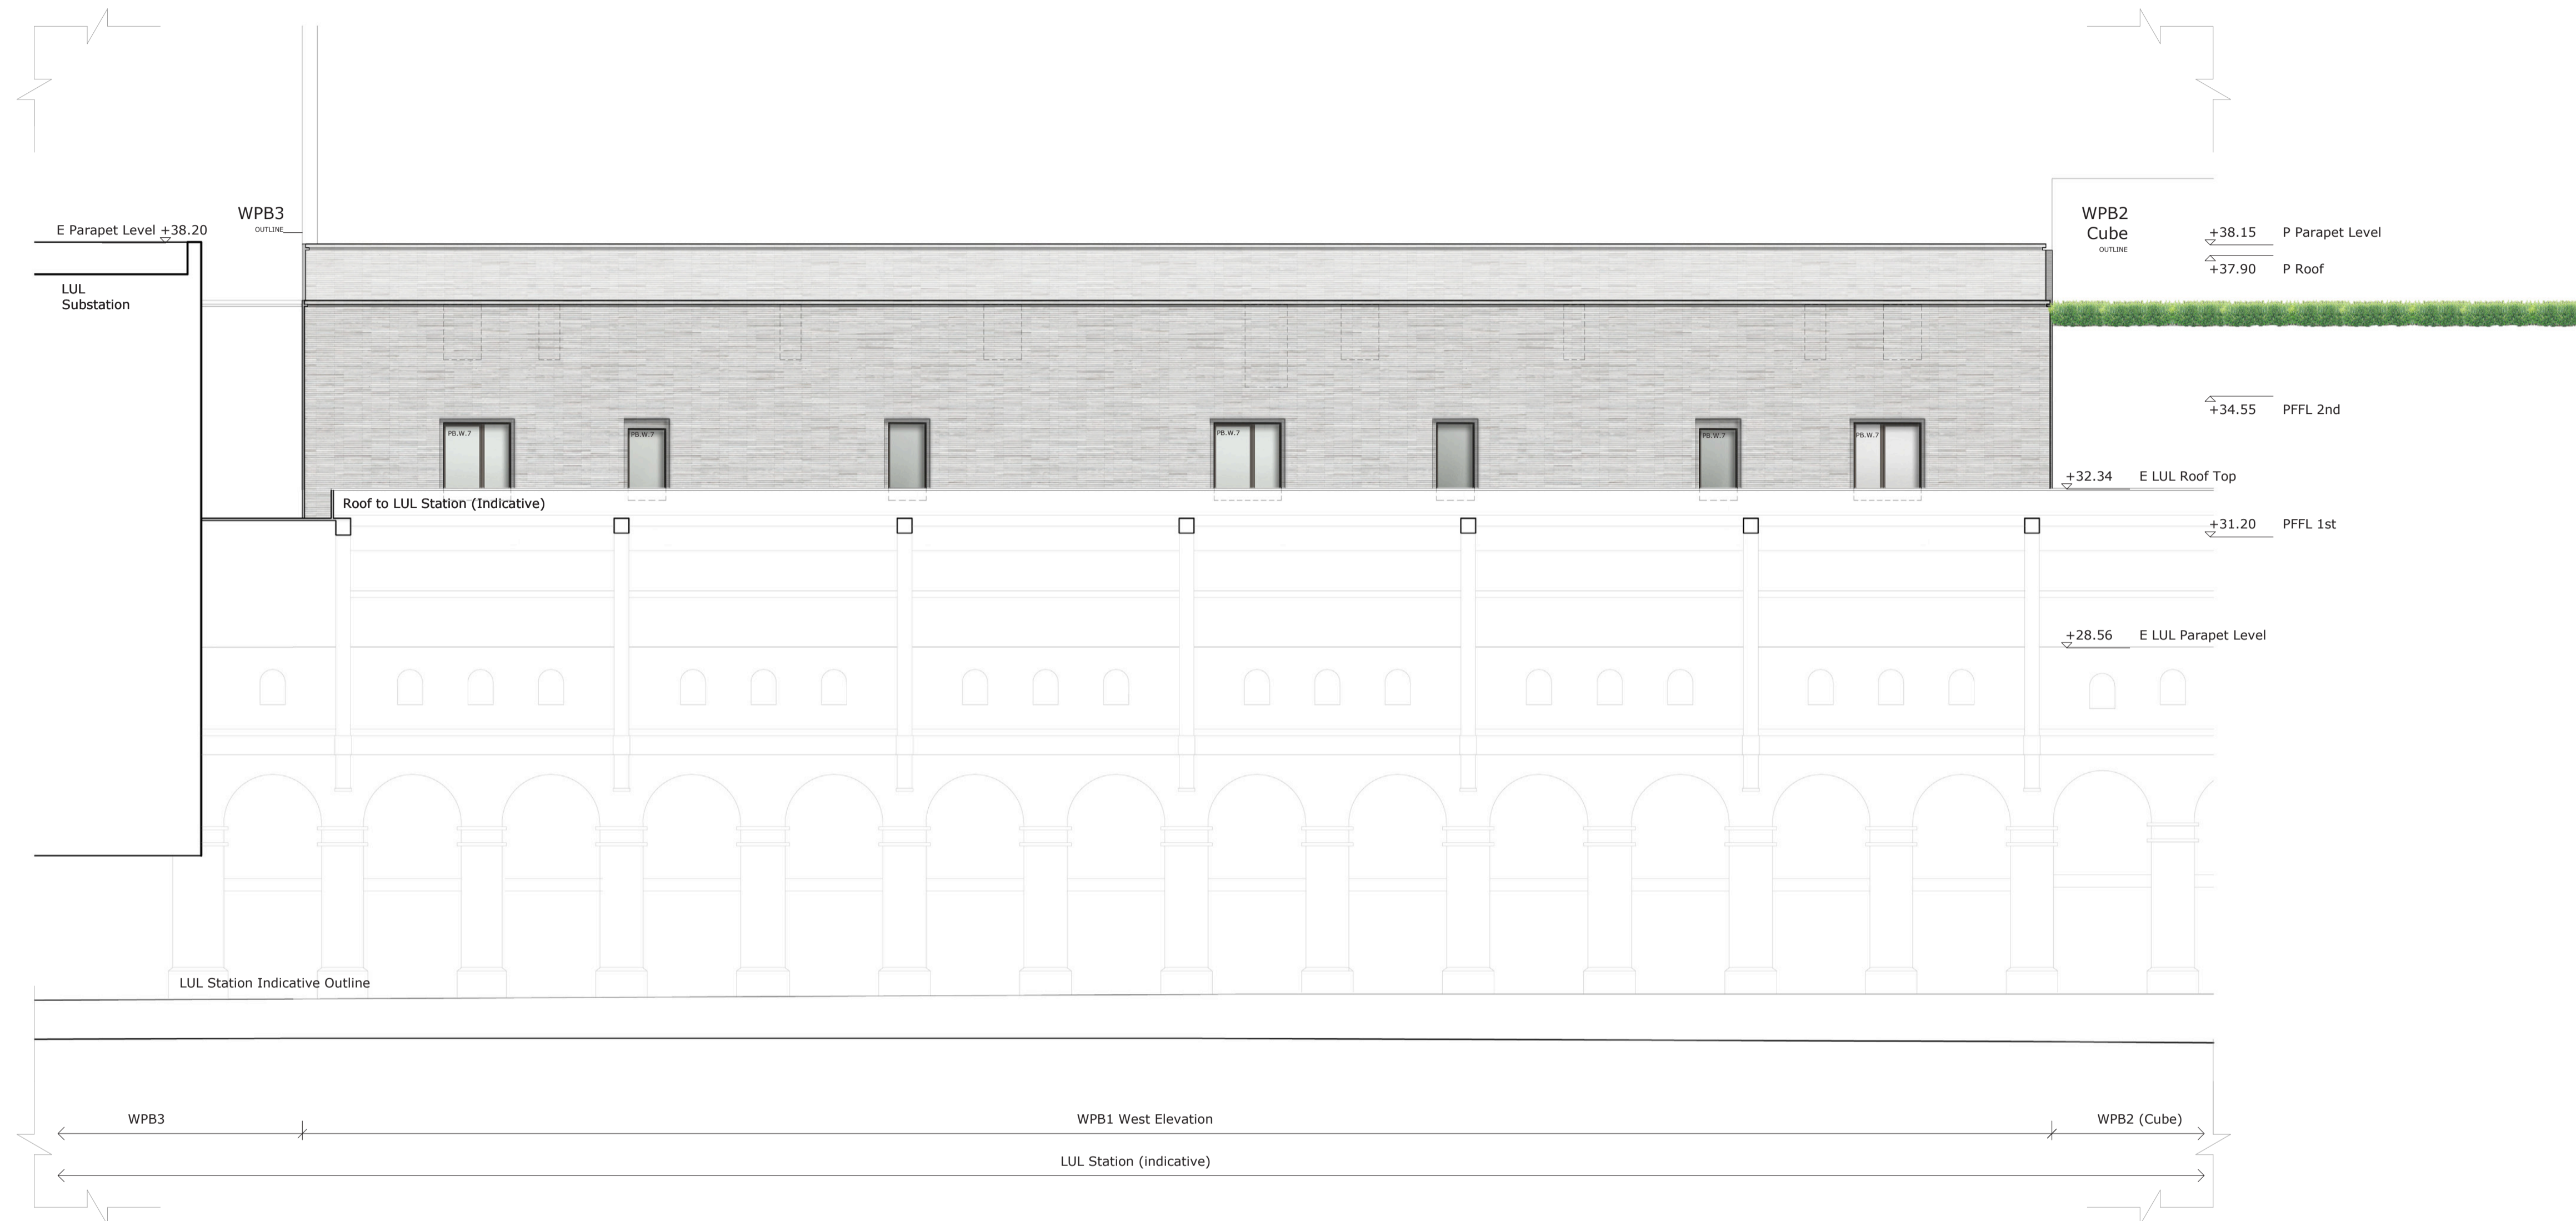 WPB3
OUTLINE
E Parapet Level +38.20
LUL
Substation
WPB2
Cube
OUTLINE
+38.15 P Parapet Level
+37.90 P Roof
+34.55 PFFL 2nd
PB.W.7
PB.W.7
PB.W.7
PB.W.7
PB.W.7
+32.34 E LUL Roof Top
Roof to LUL Station (Indicative)
+31.20 PFFL 1st
+28.56 E LUL Parapet Level
LUL Station Indicative Outline
WPB3
WPB1 West Elevation
WPB2 (Cube)
LUL Station (indicative)